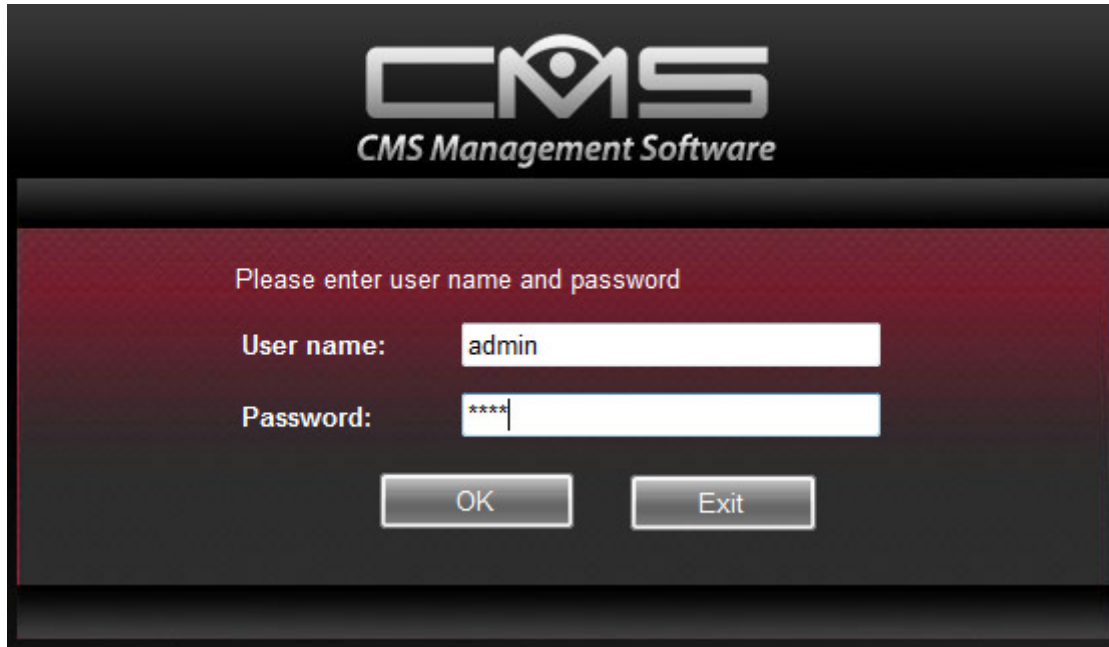 CMS
CMS Management Software
Please enter user name and password
User name: admin
Password: ****
OK Exit